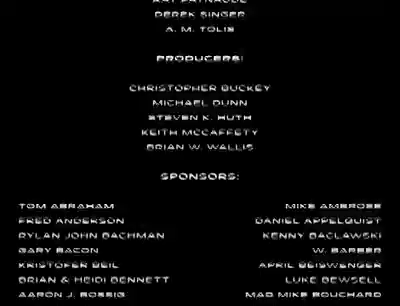 DEREK SINGER
A. M. TOLIS
PRODUCERS:
CHRISTOPHER BUCKEY
MICHAEL DUNN
STEVEN K. HUTH
KEITH MCCAFFETY
BRIAN W. WALLIS
SPONSORS:
TOM ABRAHAM MIKE AMBROSE
FRED ANDERSON DANIEL APPELQUIST
RYLAN JOHN BACHMAN KENNY BACLAWSKI
GARY BACON W. BARBER
KRISTOFER BEIL APRIL BEISWENGER
BRIAN & HEIDI BENNETT LUKE BEWSELL
AARON J. BOSSIG MAD MIKE BOUCHARD